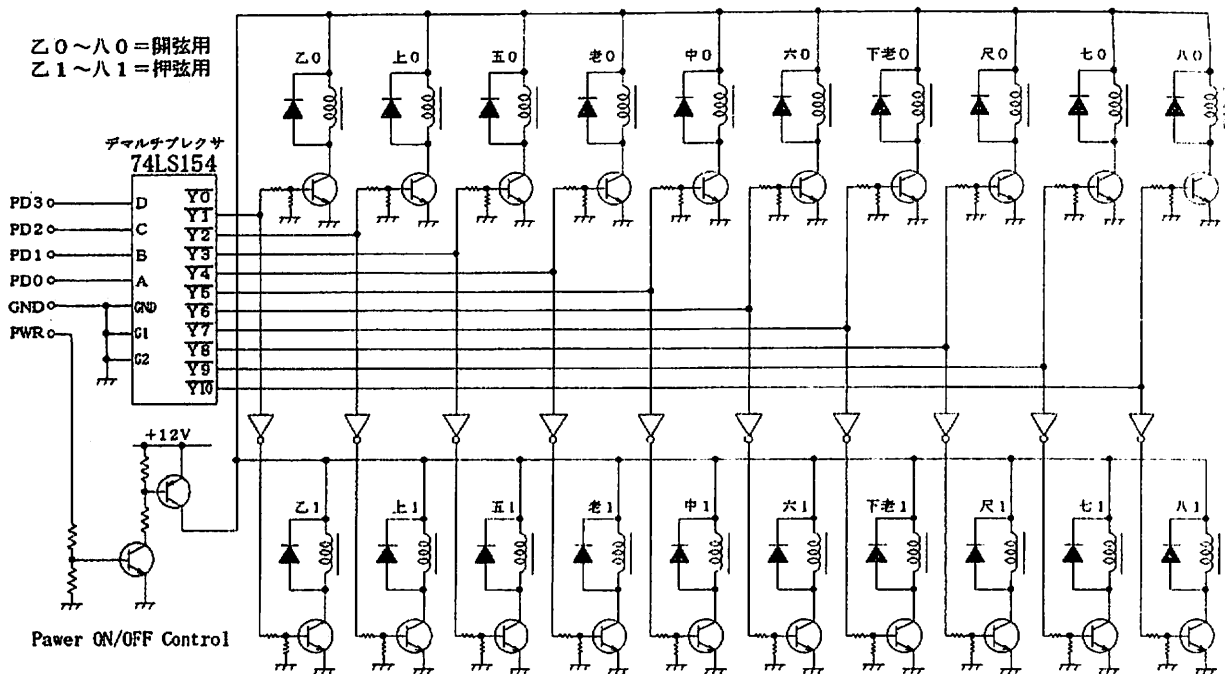 乙0～八0＝開弦用
乙1～八1＝押弦用
乙0 上0 五0 老0 中0 六0 下老0 尺0 七0 八0
デマルチプレクサ
74LS154
PD3 D Y0
Y1
PD2 C Y2
PD1 B Y3
Y4
PD0 A Y5
GND GND Y6
PWR G1 Y7
Y8
G2 Y9
Y10
+12V
乙1 上1 五1 老1 中1 六1 下老1 尺1 七1 八1
Pawer ON/OFF Control